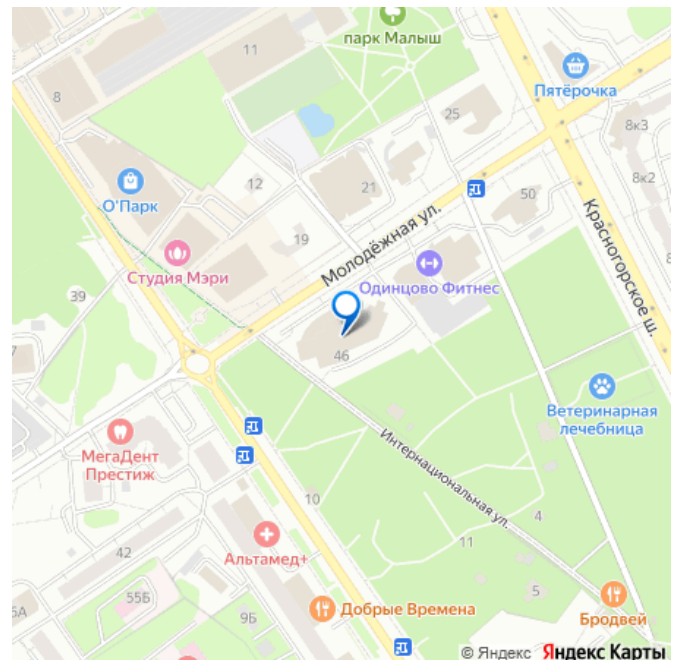 парк Малыш
11
Пятёрочка
8
25
8к3
О'Парк
12
21
8к2
50
Молодёжная ул.
19
Красногорское ш.
Студия Мэри
Одинцово Фитнес
39
46
Ветеринарная
лечебница
МегаДент
Престиж
Интернациональная ул.
10
4
11
42
Альтамед+
5
55Б
9Б
Добрые Времена
Бродвей
© Яндекс Яндекс Карты